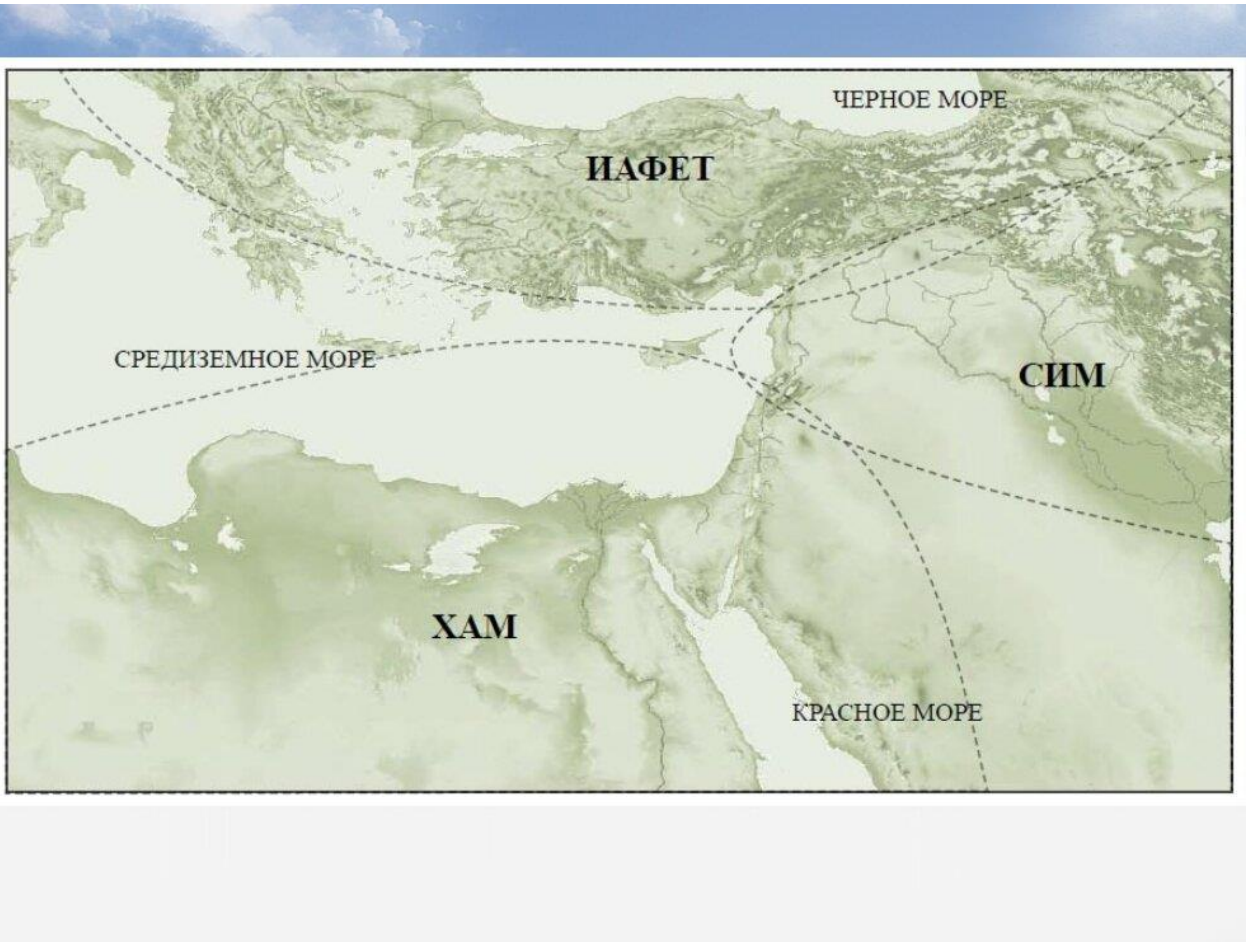 ЧЕРНОЕ МОРЕ
ИАФЕТ
СРЕДИЗЕМНОЕ МОРЕ
СИМ
ХАМ
КРАСНОЕ МОРЕ